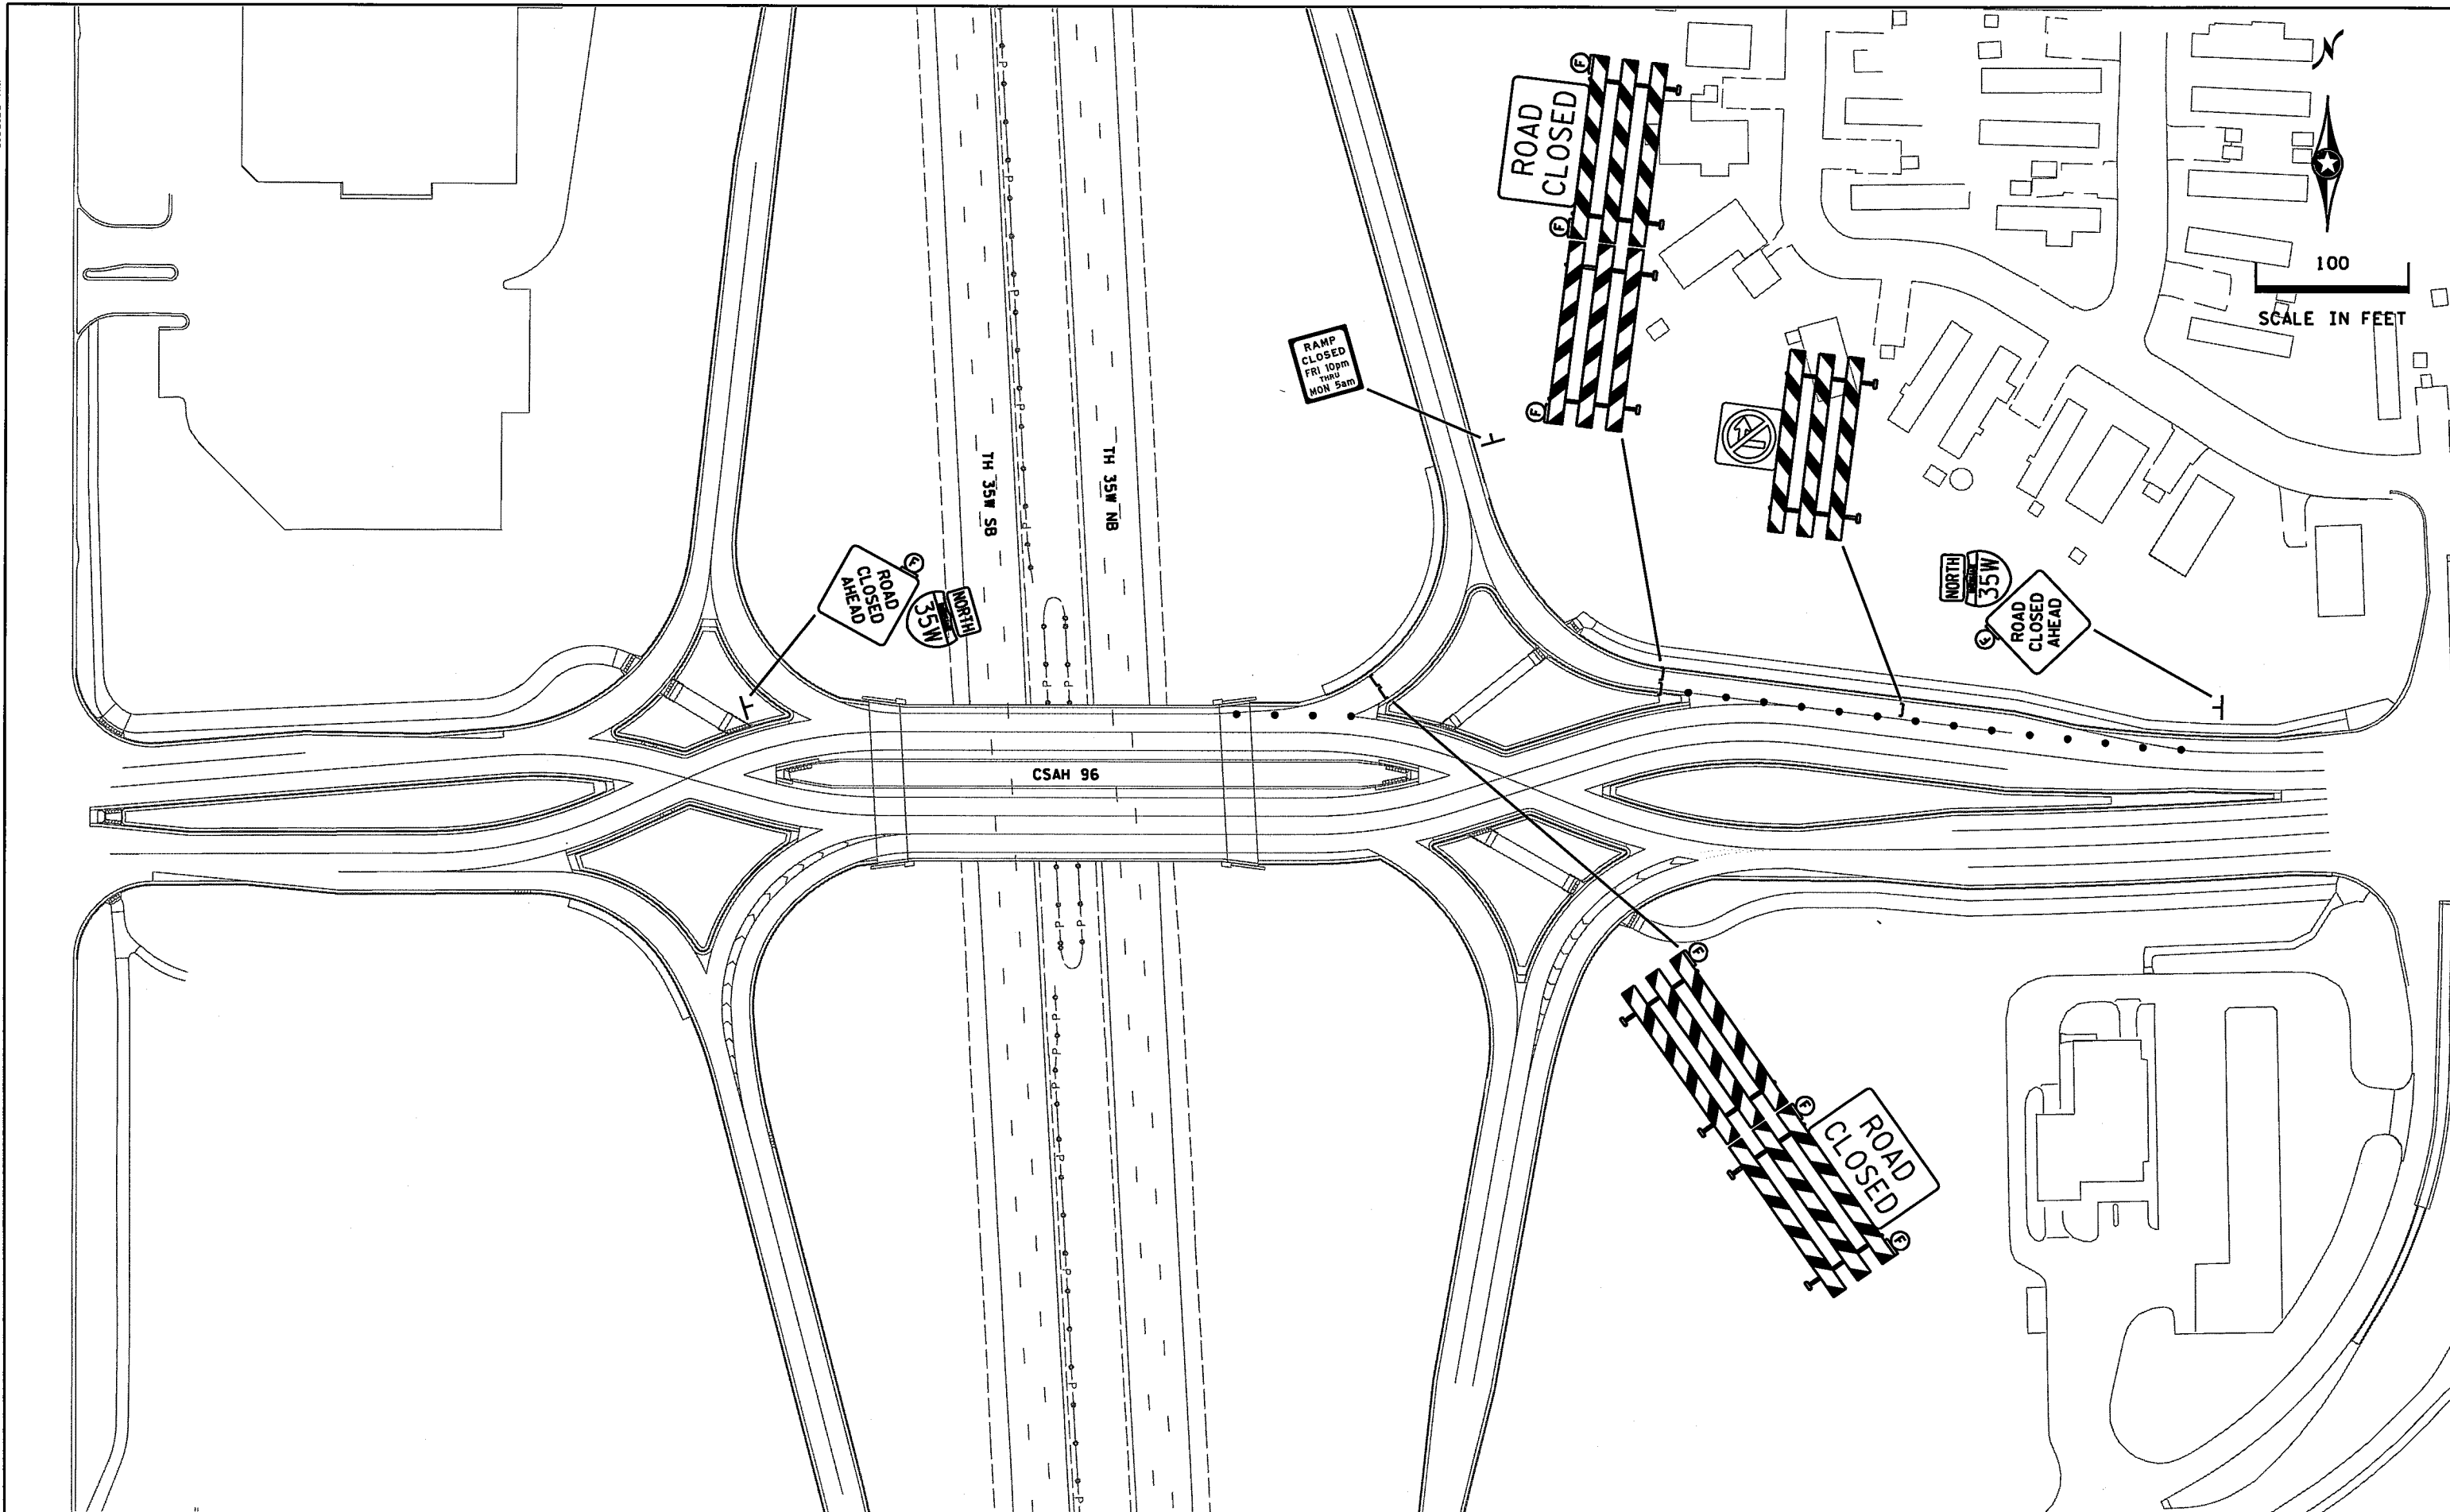 N
100
SCALE IN FEET
ROAD
CLOSED
F
F
F
RAMP
CLOSED
FRI 10pm
THRU
MON 5am
TH 35W SB
TH 35W NB
ROAD
CLOSED
AHEAD
F
NORTH
35W
NORTH
35W
ROAD
CLOSED
AHEAD
F
CSAH 96
ROAD
CLOSED
F
F
F
P
P
P
P